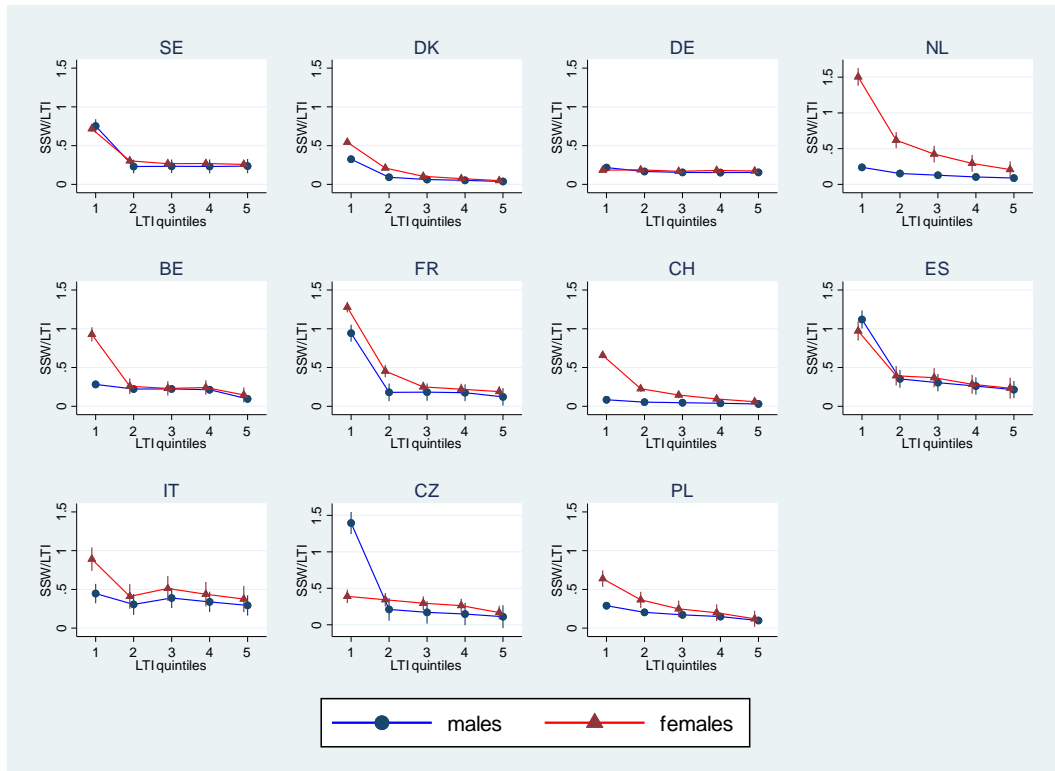 SE
SSW/LTI
0 .5 1 1.5
1 2 3 4 5
LTI quintiles
DK
SSW/LTI
0 .5 1 1.5
1 2 3 4 5
LTI quintiles
DE
SSW/LTI
0 .5 1 1.5
1 2 3 4 5
LTI quintiles
NL
SSW/LTI
0 .5 1 1.5
1 2 3 4 5
LTI quintiles
BE
SSW/LTI
0 .5 1 1.5
1 2 3 4 5
LTI quintiles
FR
SSW/LTI
0 .5 1 1.5
1 2 3 4 5
LTI quintiles
CH
SSW/LTI
0 .5 1 1.5
1 2 3 4 5
LTI quintiles
ES
SSW/LTI
0 .5 1 1.5
1 2 3 4 5
LTI quintiles
IT
SSW/LTI
0 .5 1 1.5
1 2 3 4 5
LTI quintiles
CZ
SSW/LTI
0 .5 1 1.5
1 2 3 4 5
LTI quintiles
PL
SSW/LTI
0 .5 1 1.5
1 2 3 4 5
LTI quintiles
males females